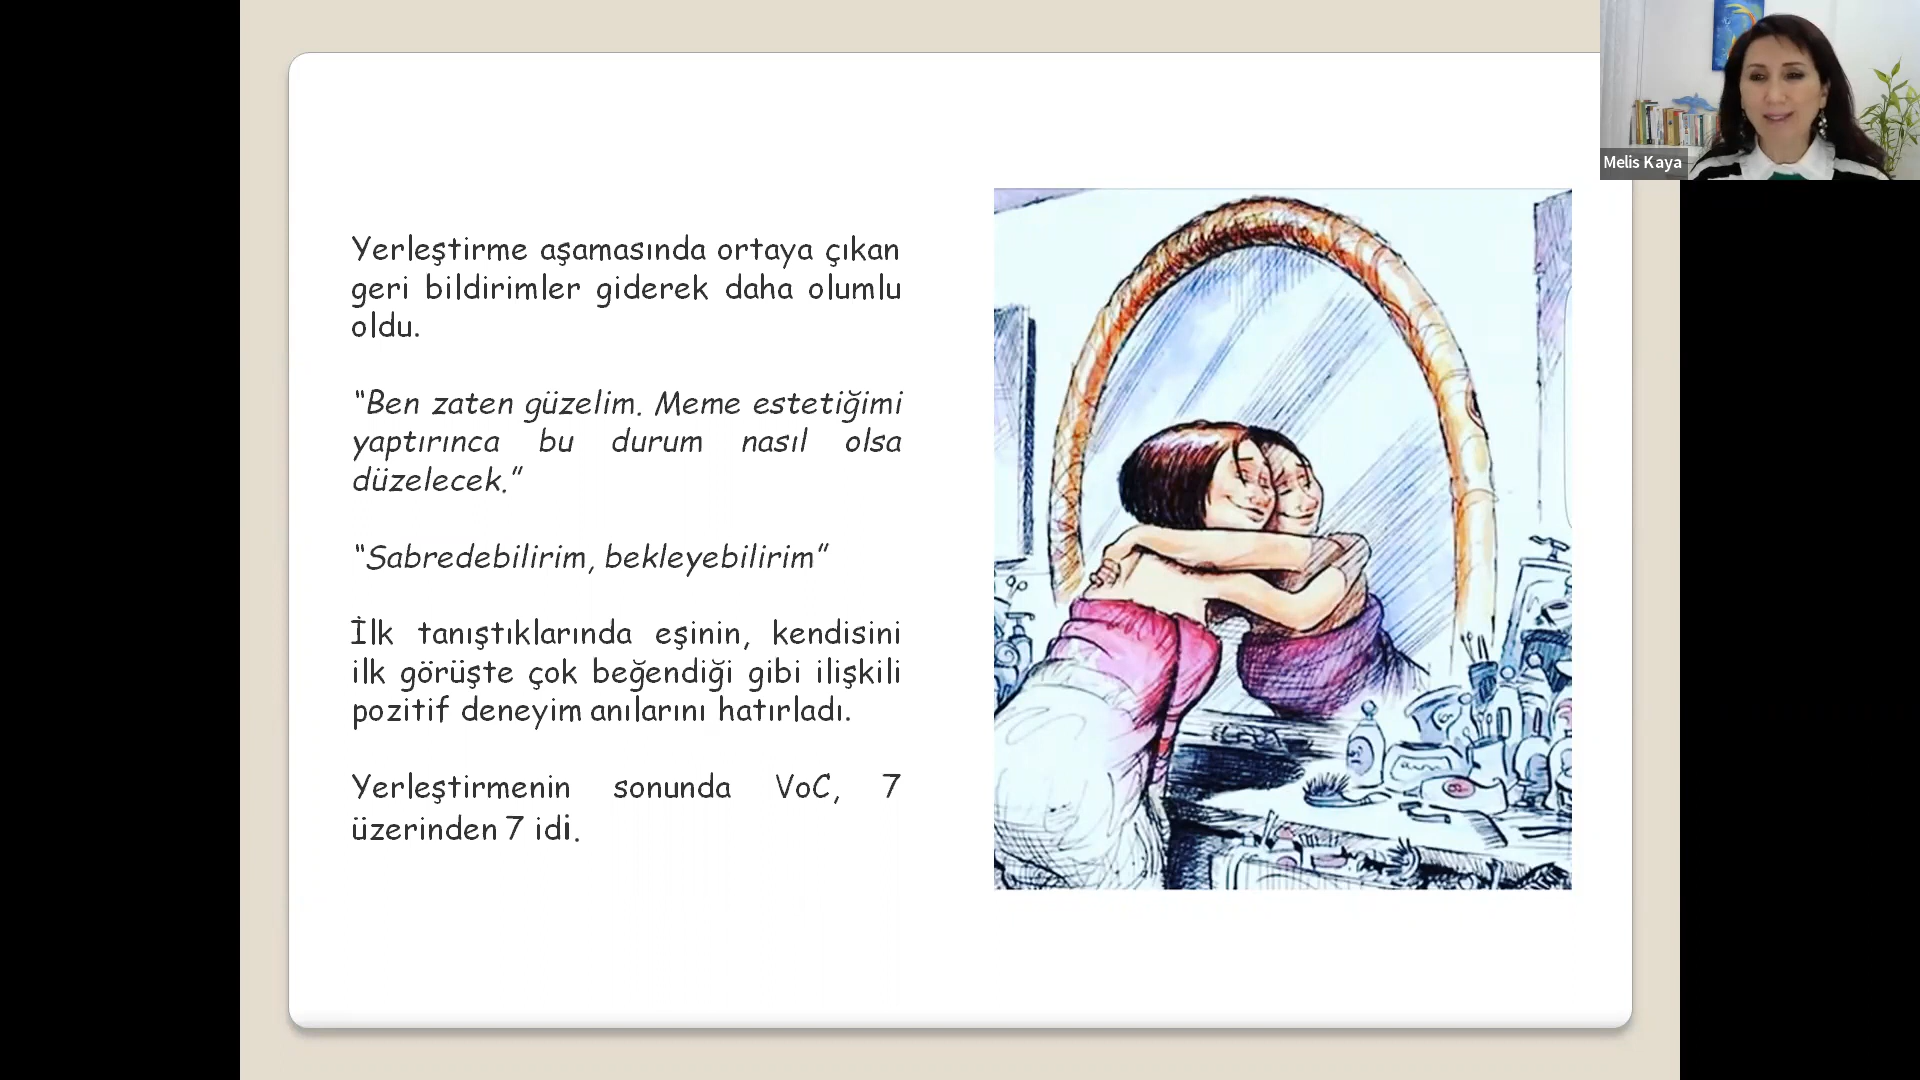 Yerleştirme aşamasında ortaya çıkan
geri bildirimler giderek daha olumlu
oldu.
“Ben zaten güzelim. Meme estetiğimi
yaptırınca bu durum nasıl olsa
düzelecek.”
“Sabredebilirim, bekleyebilirim”
İlk tanıştıklarında eşinin, kendisini
ilk görüşte çok beğendiği gibi ilişkili
pozitif deneyim anılarını hatırladı.
Yerleştirmenin sonunda VoC, 7
üzerinden 7 idi.
Melis Kaya